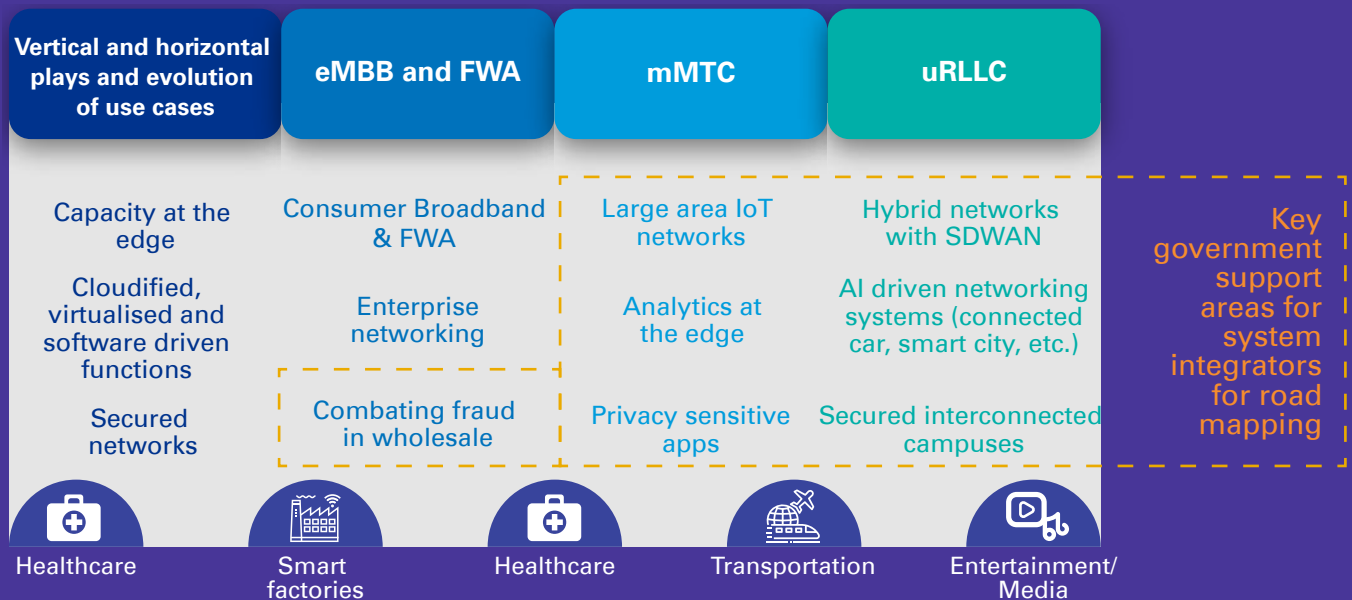 Vertical and horizontal
plays and evolution
of use cases
eMBB and FWA
mMTC
uRLLC
Capacity at the
edge
Cloudified,
virtualised and
software driven
functions
Secured
networks
Consumer Broadband
& FWA
Enterprise
networking
Combating fraud
in wholesale
Large area IoT
networks
Analytics at
the edge
Privacy sensitive
apps
Hybrid networks
with SDWAN
AI driven networking
systems (connected
car, smart city, etc.)
Secured interconnected
campuses
Key
government
support
areas for
system
integrators
for road
mapping
Healthcare
Smart
factories
Healthcare
Transportation
Entertainment/
Media